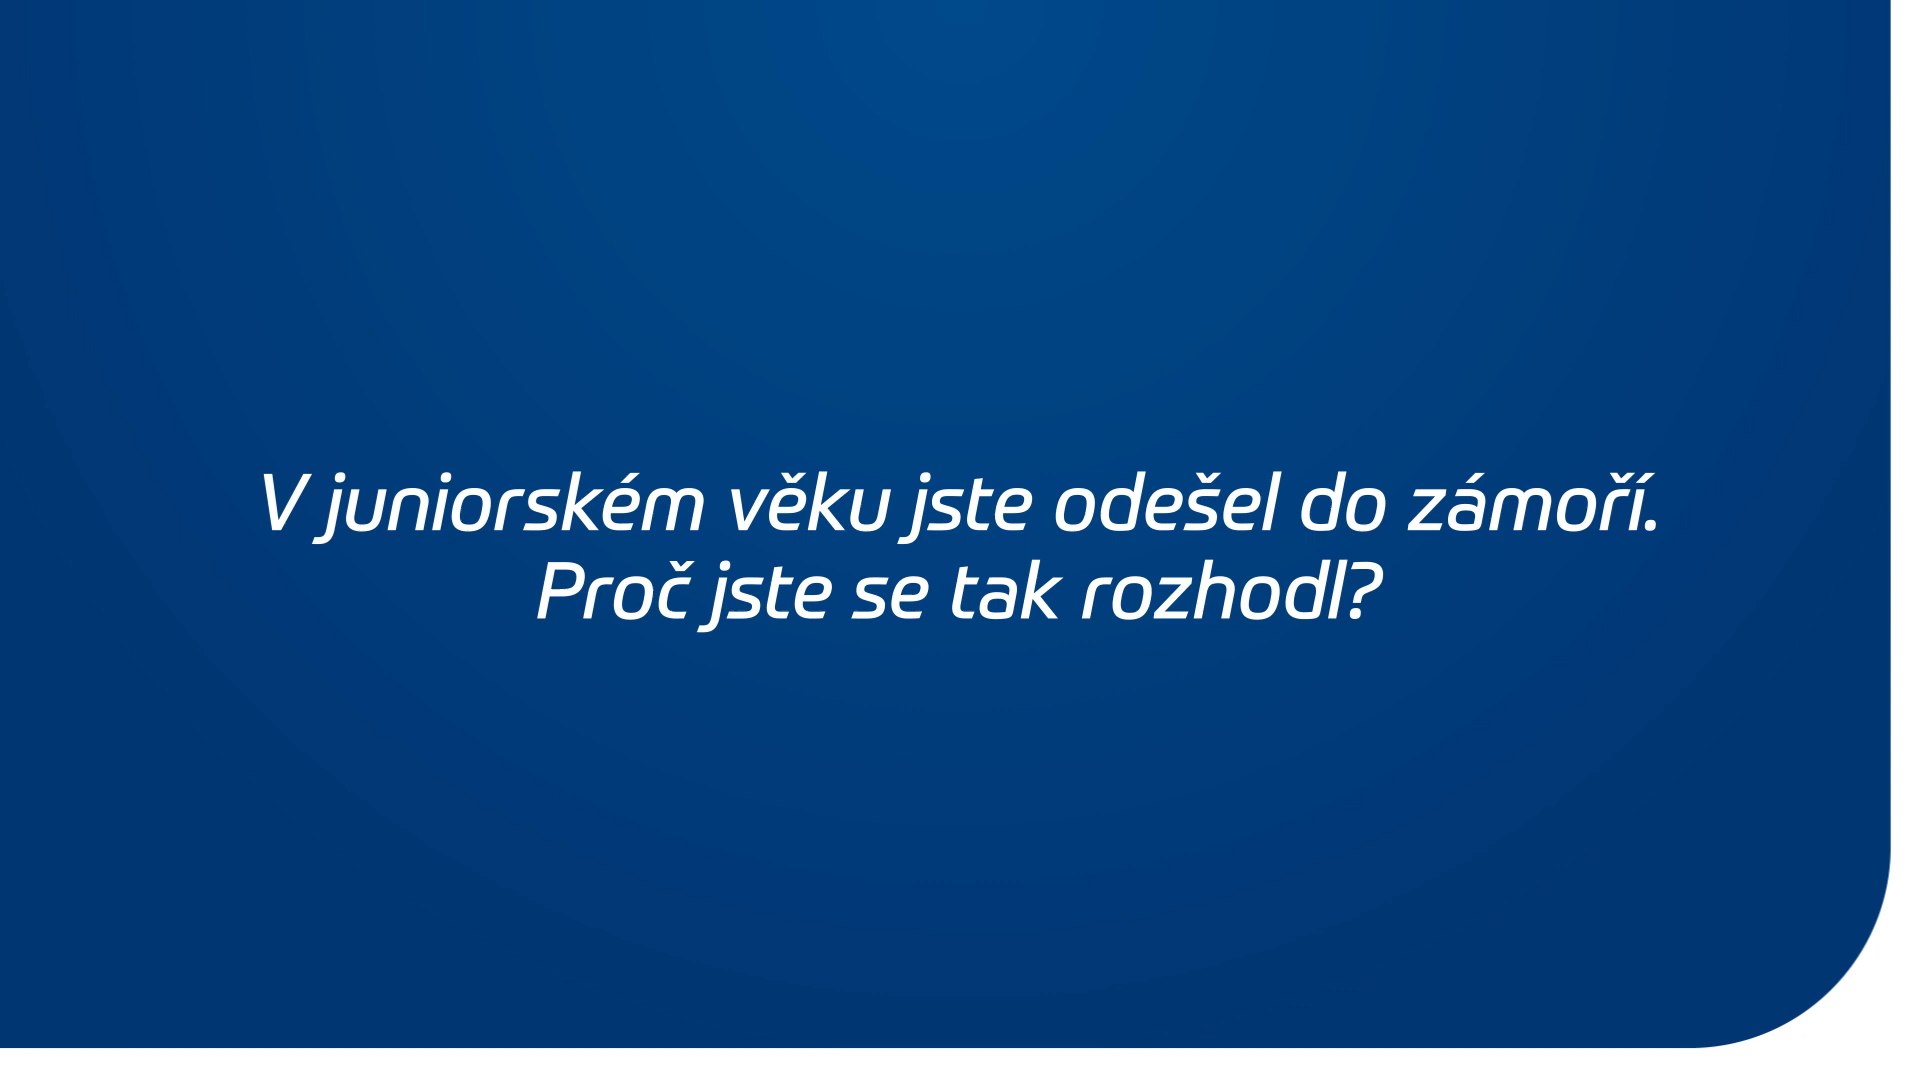 V juniorském věku jste odešel do zámoří.
Proč jste se tak rozhodl?